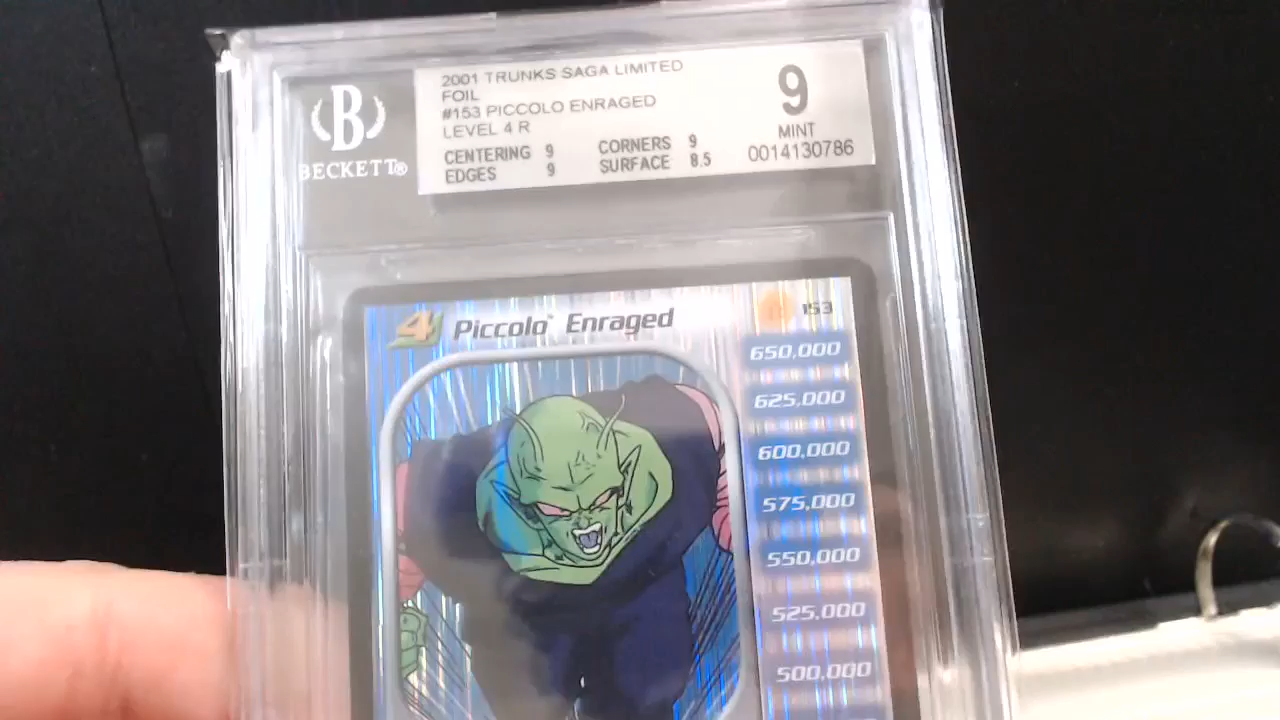 2001 TRUNKS SAGA LIMITED
FOIL
#153 PICCOLO ENRAGED
LEVEL 4 R
CENTERING 9 CORNERS 9
EDGES 9 SURFACE 8.5
9
MINT
0014130786
B
BECKETT®
4 Piccolo Enraged 153
650,000
625,000
600,000
575,000
550,000
525,000
500,000